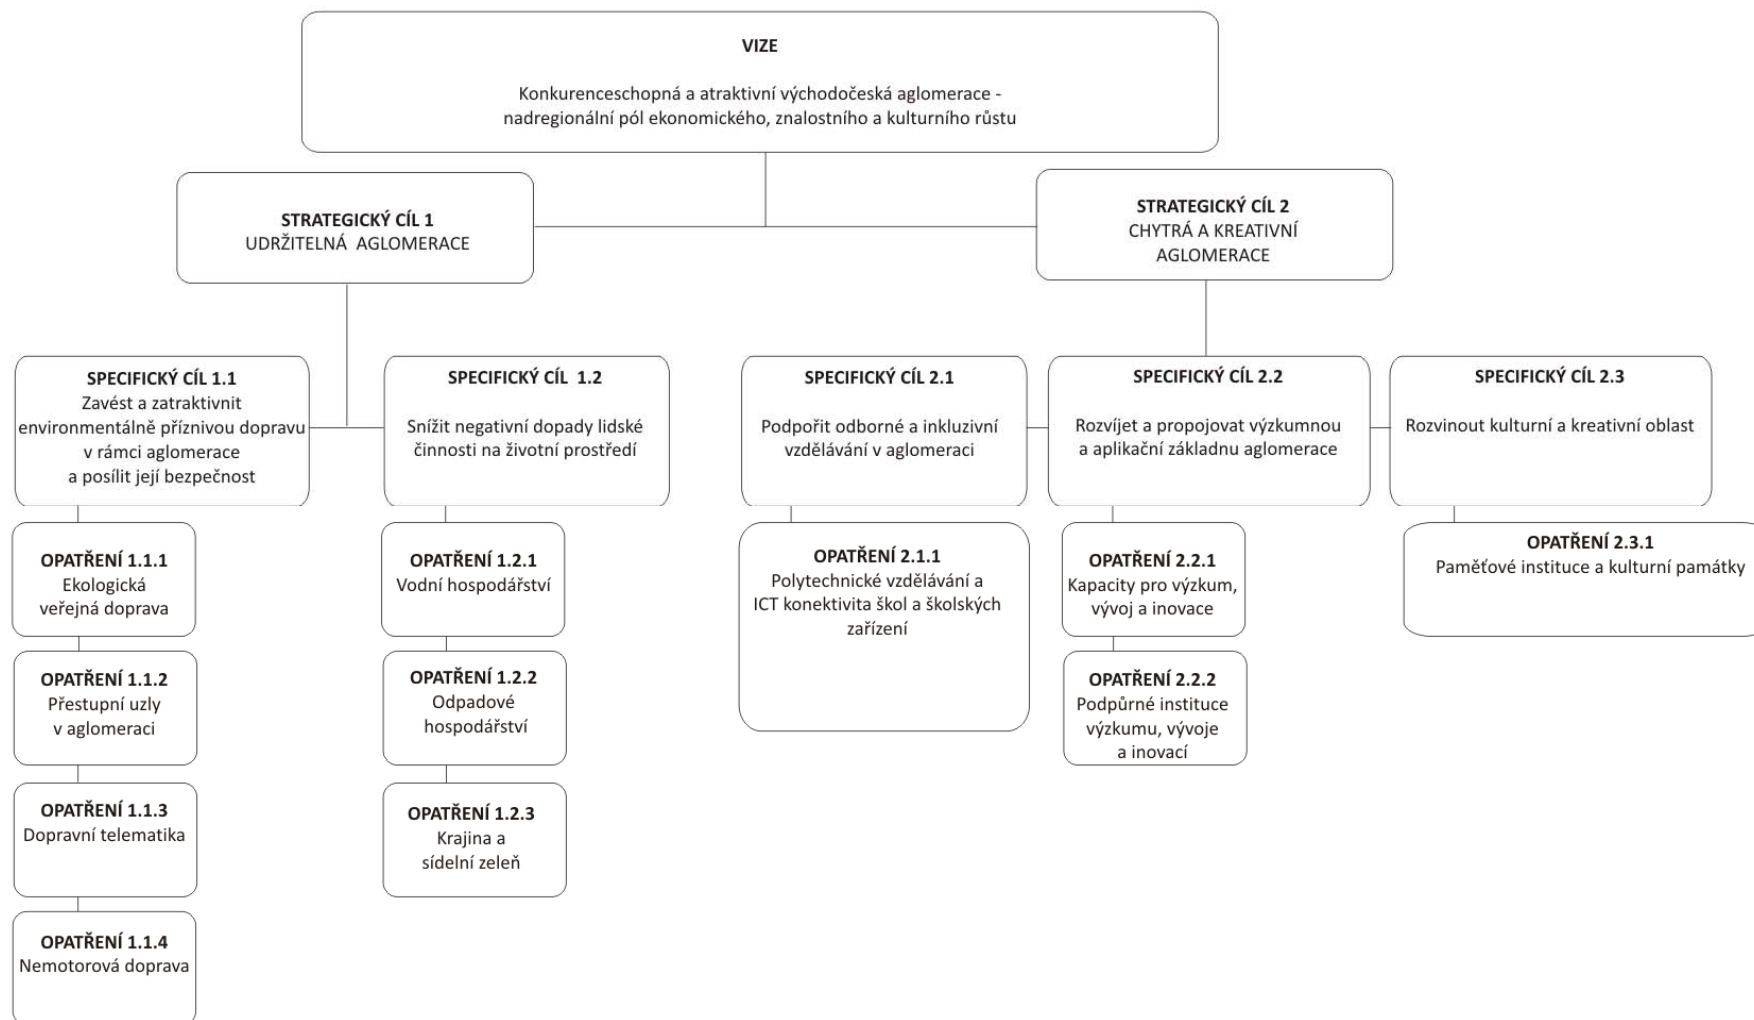 VIZE
Konkurenceschopná a atraktivní východočeská aglomerace -
nadregionální pól ekonomického, znalostního a kulturního růstu
STRATEGICKÝ CÍL 1
UDRŽITELNÁ AGLOMERACE
STRATEGICKÝ CÍL 2
CHYTRÁ A KREATIVNÍ
AGLOMERACE
SPECIFICKÝ CÍL 1.1
Zavést a zatraktivnit
environmentálně příznivou dopravu
v rámci aglomerace
a posílit její bezpečnost
SPECIFICKÝ CÍL 1.2
Snížit negativní dopady lidské
činnosti na životní prostředí
SPECIFICKÝ CÍL 2.1
Podpořit odborné a inkluzivní
vzdělávání v aglomeraci
SPECIFICKÝ CÍL 2.2
Rozvíjet a propojovat výzkumnou
a aplikační základnu aglomerace
SPECIFICKÝ CÍL 2.3
Rozvinout kulturní a kreativní oblast
OPATŘENÍ 1.1.1
Ekologická
veřejná doprava
OPATŘENÍ 1.1.2
Přestupní uzly
v aglomeraci
OPATŘENÍ 1.1.3
Dopravní telematika
OPATŘENÍ 1.1.4
Nemotorová doprava
OPATŘENÍ 1.2.1
Vodní hospodářství
OPATŘENÍ 1.2.2
Odpadové
hospodářství
OPATŘENÍ 1.2.3
Krajina a
sídelní zeleň
OPATŘENÍ 2.1.1
Polytechnické vzdělávání a
ICT konektivita škol a školských
zařízení
OPATŘENÍ 2.2.1
Kapacity pro výzkum,
vývoj a inovace
OPATŘENÍ 2.2.2
Podpůrné instituce
výzkumu, vývoje
a inovací
OPATŘENÍ 2.3.1
Paměťové instituce a kulturní památky